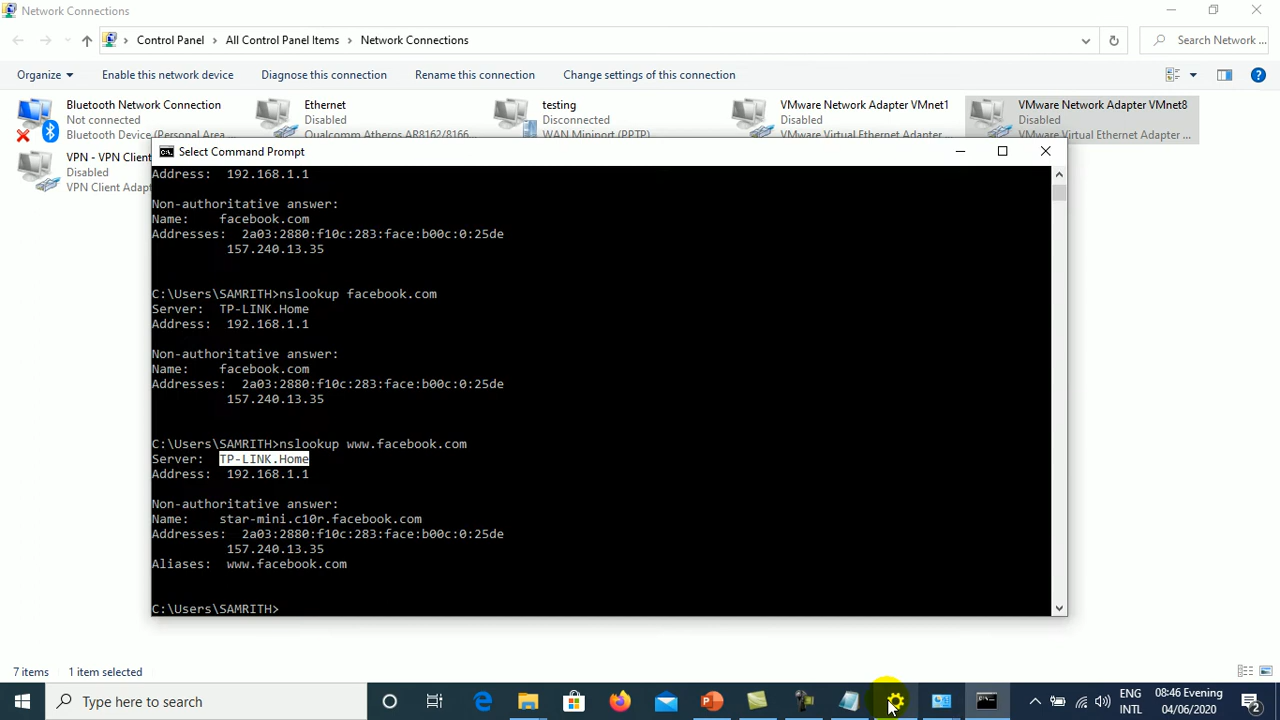 Network Connections
Control Panel > All Control Panel Items > Network Connections
Search Network ...
Organize Enable this network device Diagnose this connection Rename this connection Change settings of this connection
Bluetooth Network Connection
Not connected
Bluetooth Device (Personal Area ...
Ethernet
Disabled
Qualcomm Atheros AR8162/8166
testing
Disconnected
WAN Miniport (PPTP)
VMware Network Adapter VMnet1
Disabled
VMware Virtual Ethernet Adapter
VMware Network Adapter VMnet8
Disabled
VMware Virtual Ethernet Adapter ...
VPN - VPN Client
Disabled
VPN Client Adapt
Select Command Prompt
Address: 192.168.1.1
Non-authoritative answer:
Name: facebook.com
Addresses: 2a03:2880:f10c:283:face:b00c:0:25de
157.240.13.35
C:\Users\SAMRITH>nslookup facebook.com
Server: TP-LINK.Home
Address: 192.168.1.1
Non-authoritative answer:
Name: facebook.com
Addresses: 2a03:2880:f10c:283:face:b00c:0:25de
157.240.13.35
C:\Users\SAMRITH>nslookup www.facebook.com
Server: TP-LINK.Home
Address: 192.168.1.1
Non-authoritative answer:
Name: star-mini.c10r.facebook.com
Addresses: 2a03:2880:f10c:283:face:b00c:0:25de
157.240.13.35
Aliases: www.facebook.com
C:\Users\SAMRITH>
7 items 1 item selected
Type here to search
ENG
INTL
08:46 Evening
04/06/2020
2